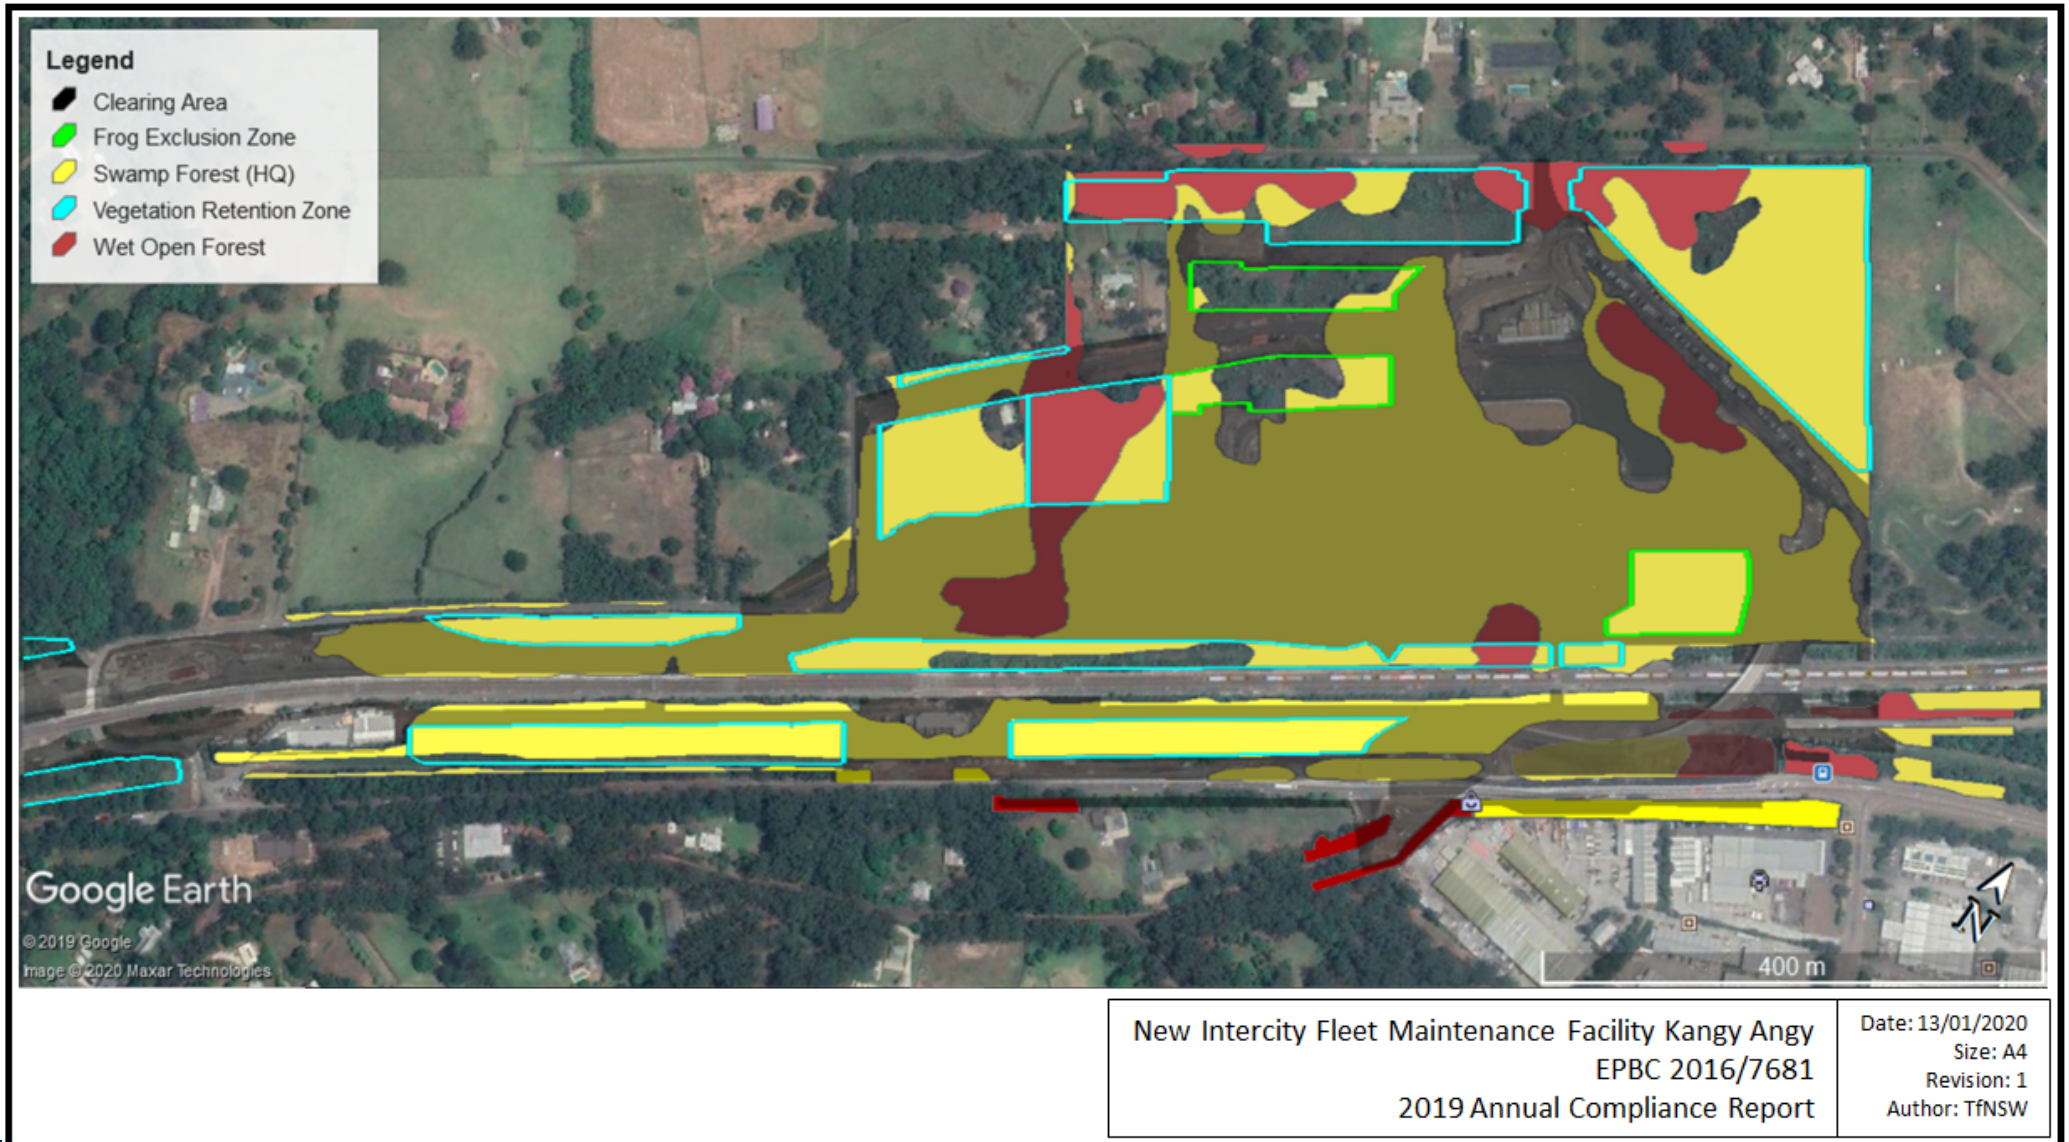 Legend
Clearing Area
Frog Exclusion Zone
Swamp Forest (HQ)
Vegetation Retention Zone
Wet Open Forest
Google Earth
© 2019 Google
Image © 2020 Maxar Technologies
N
400 m
New Intercity Fleet Maintenance Facility Kangy Angy
EPBC 2016/7681
2019 Annual Compliance Report
Date: 13/01/2020
Size: A4
Revision: 1
Author: TfNSW